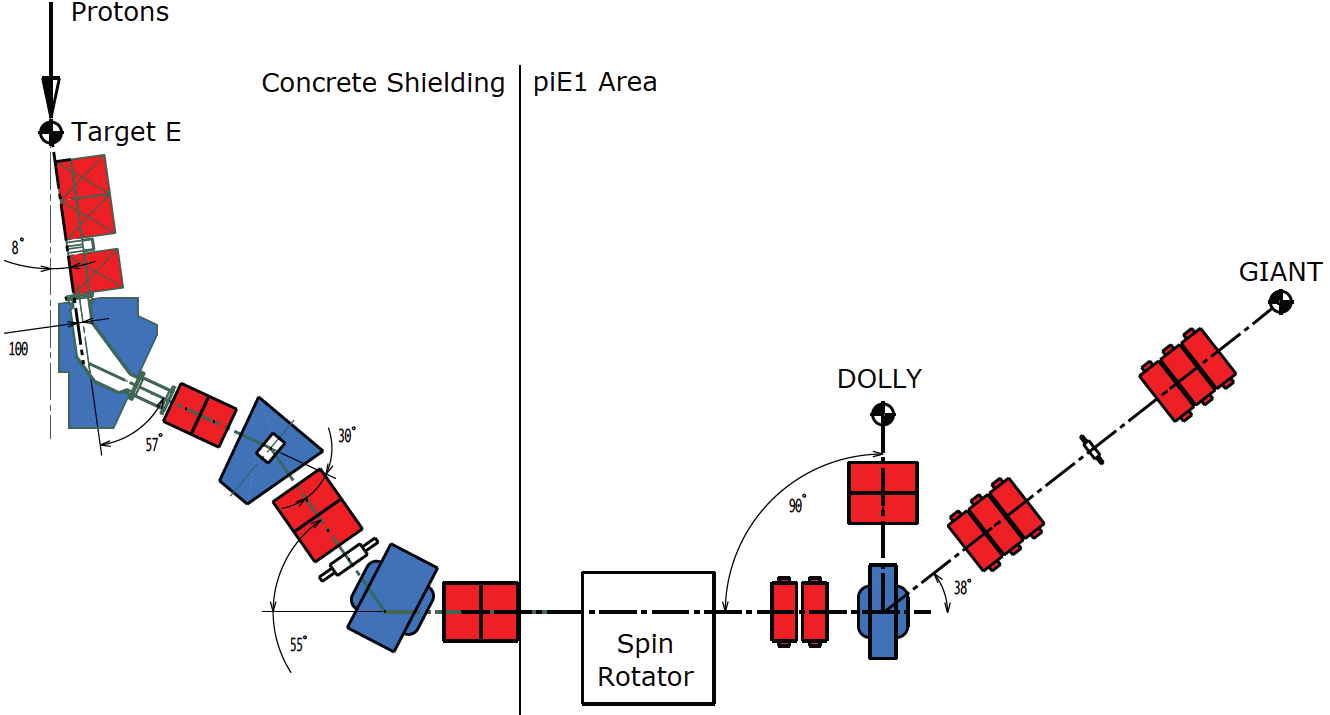 Protons
Concrete Shielding
piE1 Area
Target E
8°
GIANT
100
DOLLY
57°
30°
90°
38°
55°
Spin
Rotator